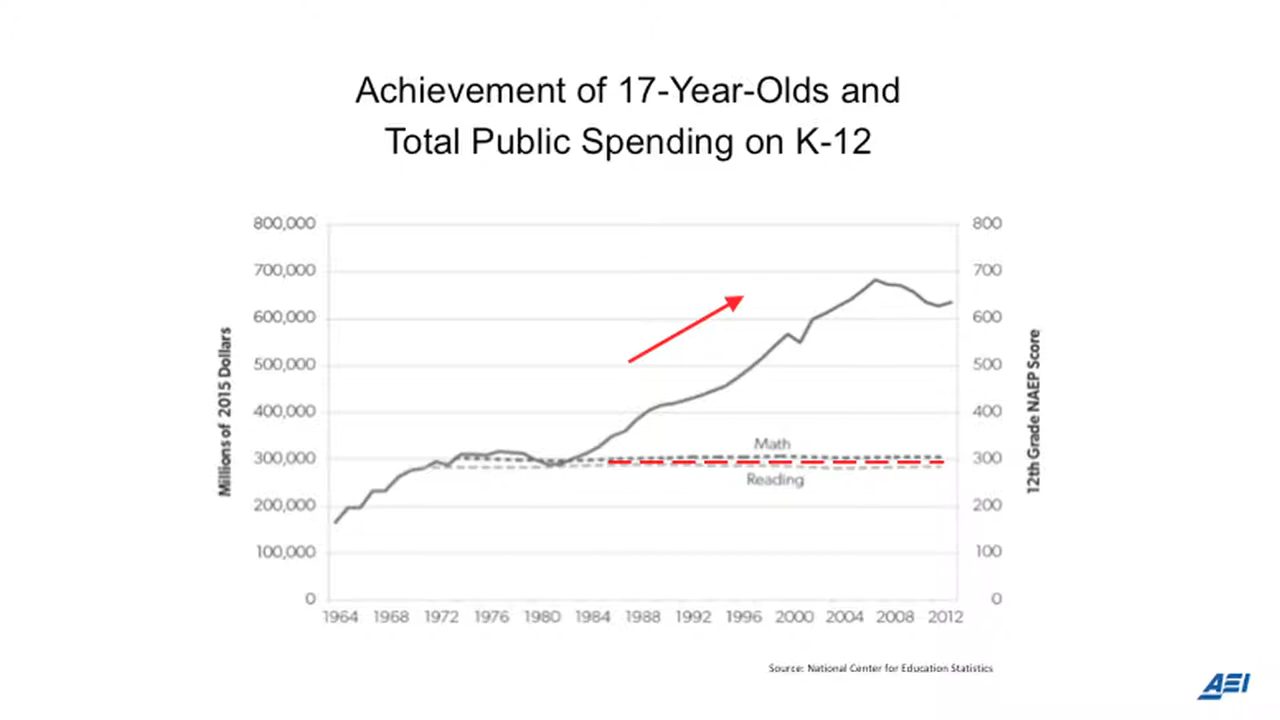 Achievement of 17-Year-Olds and
Total Public Spending on K-12
800,000
700,000
600,000
500,000
400,000
300,000
200,000
100,000
0
Millions of 2015 Dollars
800
700
600
500
400
300
200
100
0
12th Grade NAEP Score
Math
Reading
1964 1968 1972 1976 1980 1984 1988 1992 1996 2000 2004 2008 2012
Source: National Center for Education Statistics
AEI